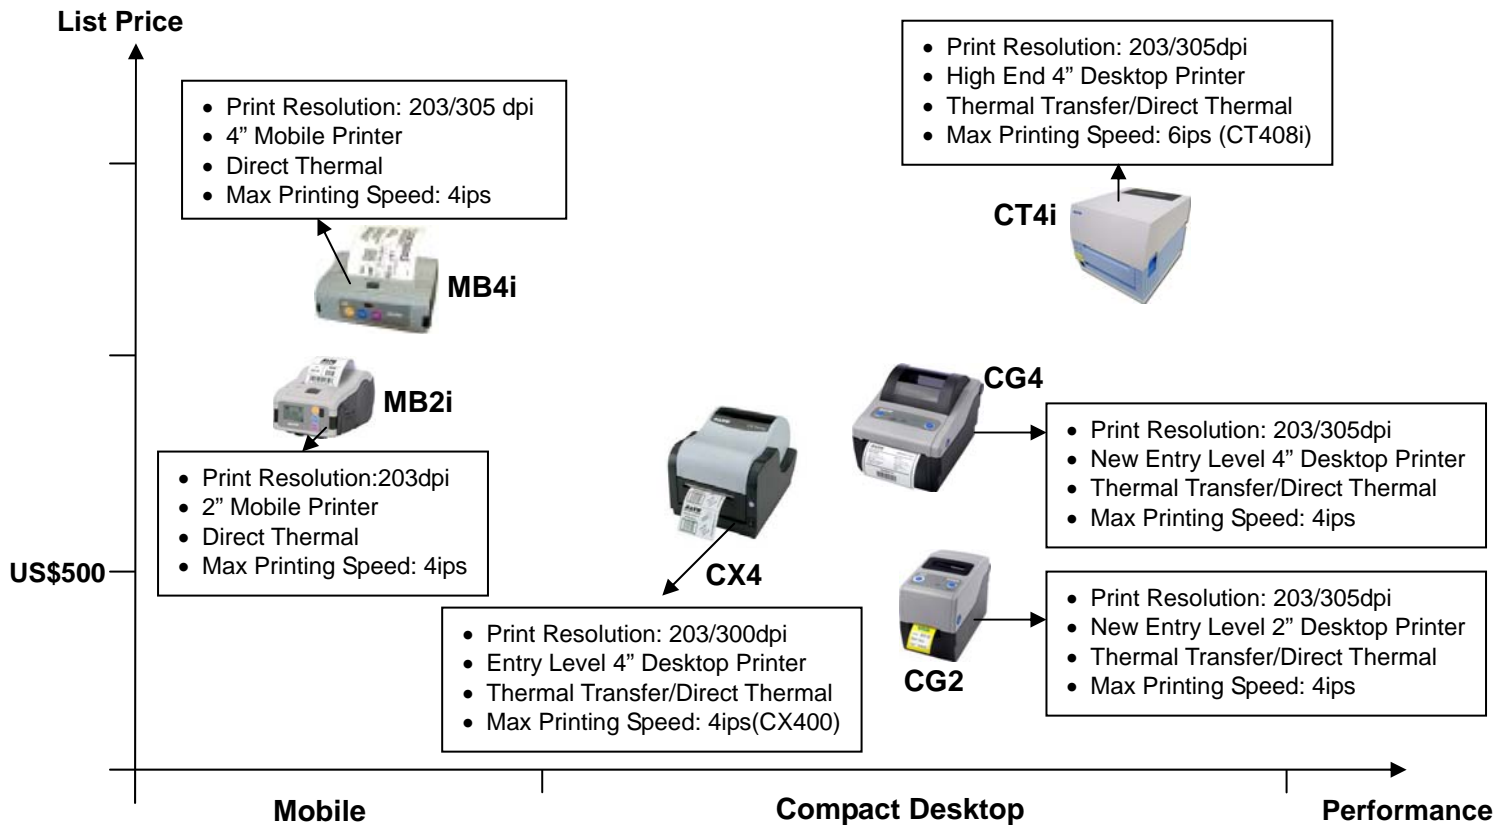 List Price
• Print Resolution: 203/305 dpi
• 4” Mobile Printer
• Direct Thermal
• Max Printing Speed: 4ips
• Print Resolution: 203/305dpi
• High End 4” Desktop Printer
• Thermal Transfer/Direct Thermal
• Max Printing Speed: 6ips (CT408i)
CT4i
MB4i
MB2i
CG4
• Print Resolution:203dpi
• 2” Mobile Printer
• Direct Thermal
• Max Printing Speed: 4ips
• Print Resolution: 203/305dpi
• New Entry Level 4” Desktop Printer
• Thermal Transfer/Direct Thermal
• Max Printing Speed: 4ips
US$500
CX4
• Print Resolution: 203/300dpi
• Entry Level 4” Desktop Printer
• Thermal Transfer/Direct Thermal
• Max Printing Speed: 4ips(CX400)
CG2
• Print Resolution: 203/305dpi
• New Entry Level 2” Desktop Printer
• Thermal Transfer/Direct Thermal
• Max Printing Speed: 4ips
Mobile
Compact Desktop
Performance